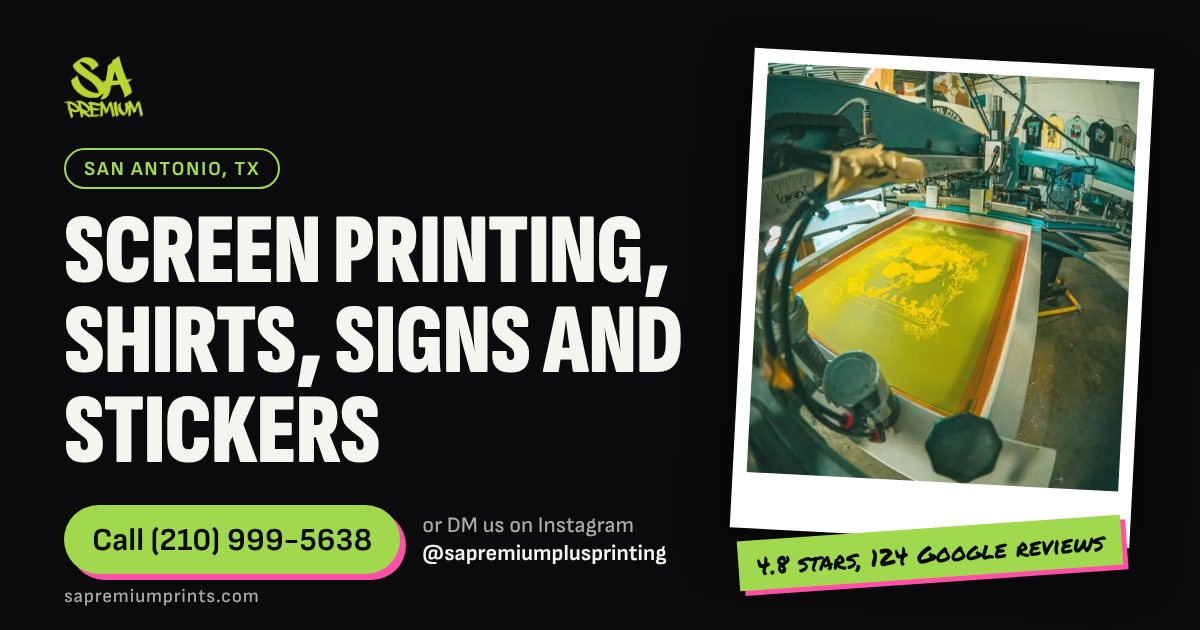 SA
PREMIUM
SAN ANTONIO, TX
SCREEN PRINTING,
SHIRTS, SIGNS AND
STICKERS
Call (210) 999-5638
or DM us on Instagram
@sapremiumplusprinting
sapremiumprints.com
4.8 STARS, 124 GOOGLE REVIEWS